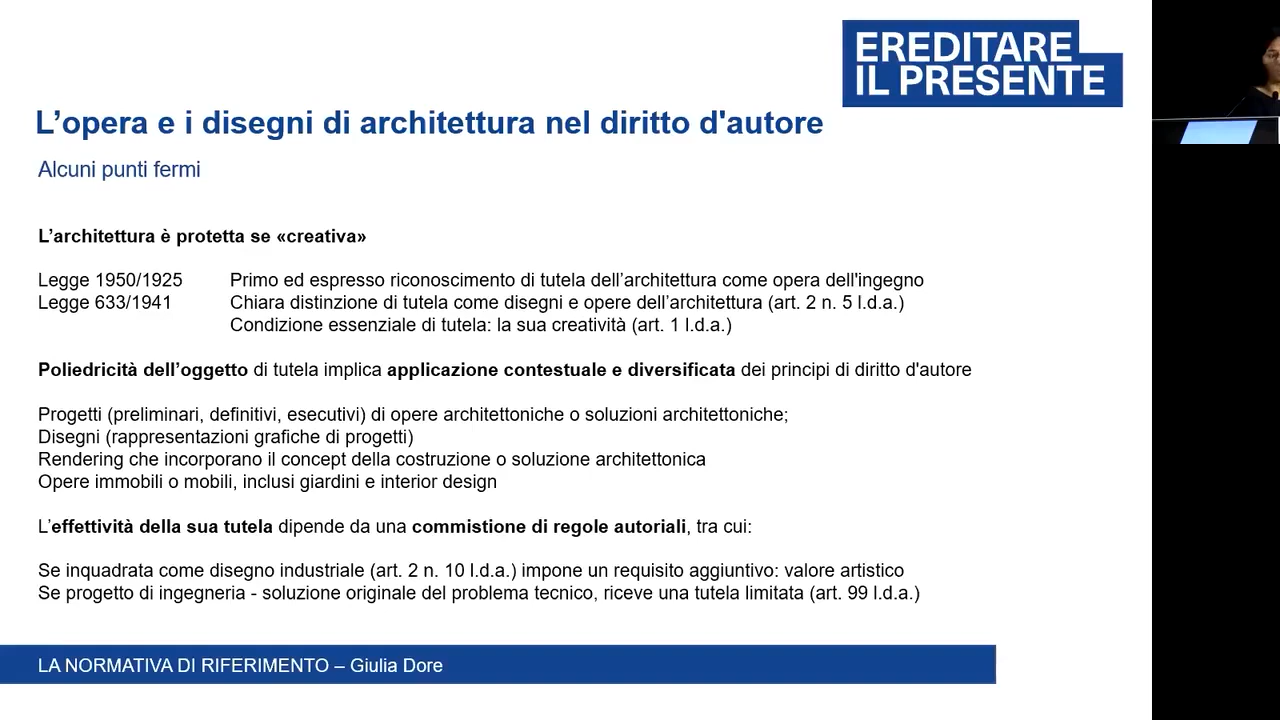 EREDITARE
IL PRESENTE
L’opera e i disegni di architettura nel diritto d'autore
Alcuni punti fermi
L’architettura è protetta se «creativa»
Legge 1950/1925 Primo ed espresso riconoscimento di tutela dell’architettura come opera dell'ingegno
Legge 633/1941 Chiara distinzione di tutela come disegni e opere dell’architettura (art. 2 n. 5 l.d.a.)
Condizione essenziale di tutela: la sua creatività (art. 1 l.d.a.)
Poliedricità dell’oggetto di tutela implica applicazione contestuale e diversificata dei principi di diritto d'autore
Progetti (preliminari, definitivi, esecutivi) di opere architettoniche o soluzioni architettoniche;
Disegni (rappresentazioni grafiche di progetti)
Rendering che incorporano il concept della costruzione o soluzione architettonica
Opere immobili o mobili, inclusi giardini e interior design
L’effettività della sua tutela dipende da una commistione di regole autoriali, tra cui:
Se inquadrata come disegno industriale (art. 2 n. 10 l.d.a.) impone un requisito aggiuntivo: valore artistico
Se progetto di ingegneria - soluzione originale del problema tecnico, riceve una tutela limitata (art. 99 l.d.a.)
LA NORMATIVA DI RIFERIMENTO – Giulia Dore